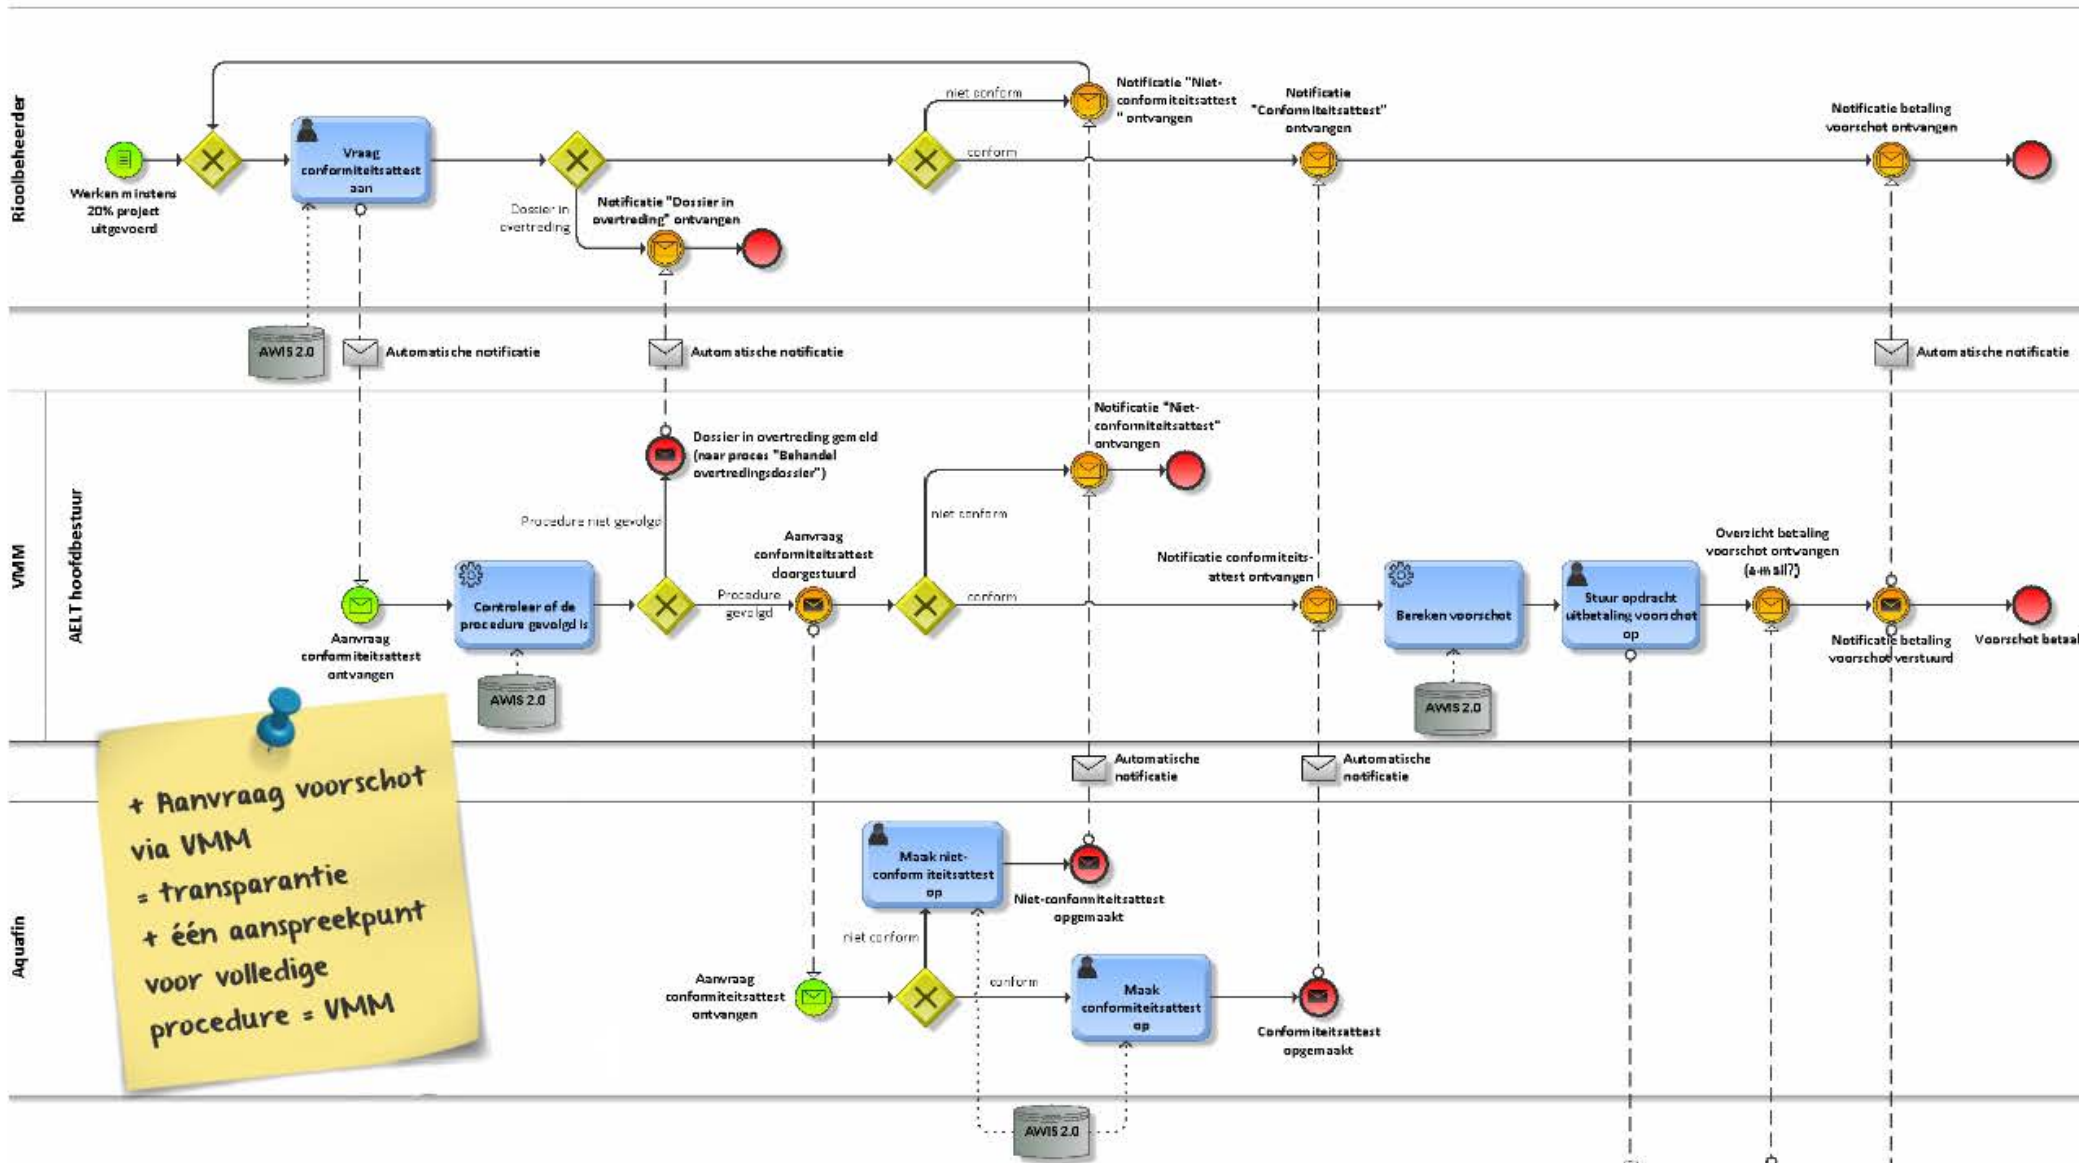 Rioolbeheerder
Werken minstens
20% project
uitgevoerd
Vraag
conformiteitsattest
aan
Dossier in
overtreding
Notificatie "Dossier in
overtreding" ontvangen
niet conform
conform
Notificatie "Niet-
conformiteitsattest
" ontvangen
Notificatie
"Conformiteitsattest"
ontvangen
Notificatie betaling
voorschot ontvangen
AWIS 2.0
Automatische notificatie
Automatische notificatie
Automatische notificatie
VMM
AELT hoofdbestuur
Aanvraag
conformiteitsattest
ontvangen
Controleer of de
procedure gevolgd is
AWIS 2.0
Procedure niet gevolgd
Dossier in overtreding gemeld
(naar proces "Behandel
overtredingsdossier")
Procedure
gevolgd
Aanvraag
conformiteitsattest
doorgestuurd
niet conform
conform
Notificatie "Niet-
conformiteitsattest"
ontvangen
Notificatie conformiteits-
attest ontvangen
Bereken voorschot
AWIS 2.0
Stuur opdracht
uitbetaling voorschot
op
Overzicht betaling
voorschot ontvangen
(e-mail?)
Notificatie betaling
voorschot verstuurd
Voorschot betaal
Automatische
notificatie
Automatische
notificatie
+ Aanvraag voorschot
via VMM
= transparantie
+ één aanspreekpunt
voor volledige
procedure = VMM
Aquafin
Aanvraag
conformiteitsattest
ontvangen
niet conform
conform
Maak niet-
conformiteitsattest
op
Niet-conformiteitsattest
opgemaakt
Maak
conformiteitsattest
op
Conformiteitsattest
opgemaakt
AWIS 2.0